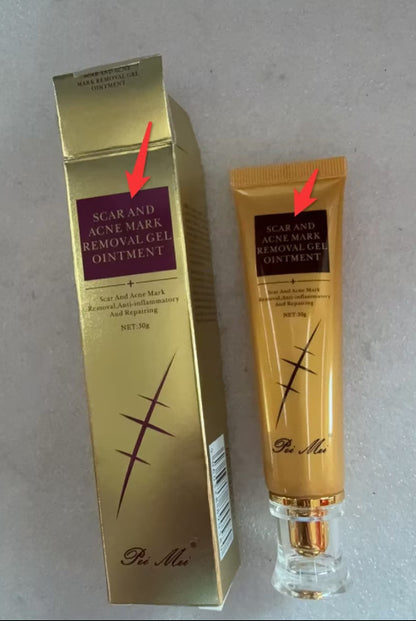 SCAR AND ACNE
MARK REMOVAL GEL
OINTMENT
SCAR AND
ACNE MARK
REMOVAL GEL
OINTMENT
Scar And Acne Mark
Removal,Anti-inflammatory
And Repairing
NET:30g
Pei Mei®
SCAR AND
ACNE MARK
REMOVAL GEL
OINTMENT
Scar And Acne Mark
Removal,Anti-inflammatory
And Repairing
NET:30g
Pei Mei